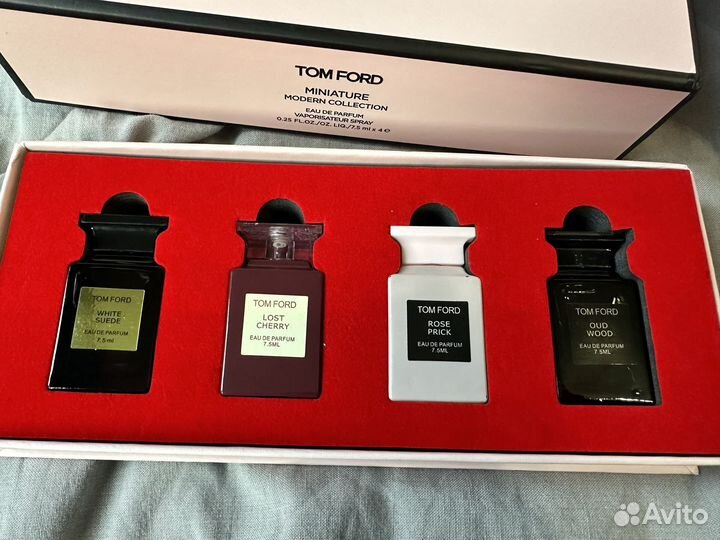 TOM FORD
MINIATURE
MODERN COLLECTION
EAU DE PARFUM
VAPORISATEUR SPRAY
0.25 FL.OZ./OZ. LIQ./7.5 ml x 4 ℮
TOM FORD
WHITE
SUEDE
EAU DE PARFUM
7.5 ml
TOM FORD
LOST
CHERRY
EAU DE PARFUM
7.5ML
TOM FORD
ROSE
PRICK
EAU DE PARFUM
7.5ML
TOM FORD
OUD
WOOD
EAU DE PARFUM
7.5ML
Avito